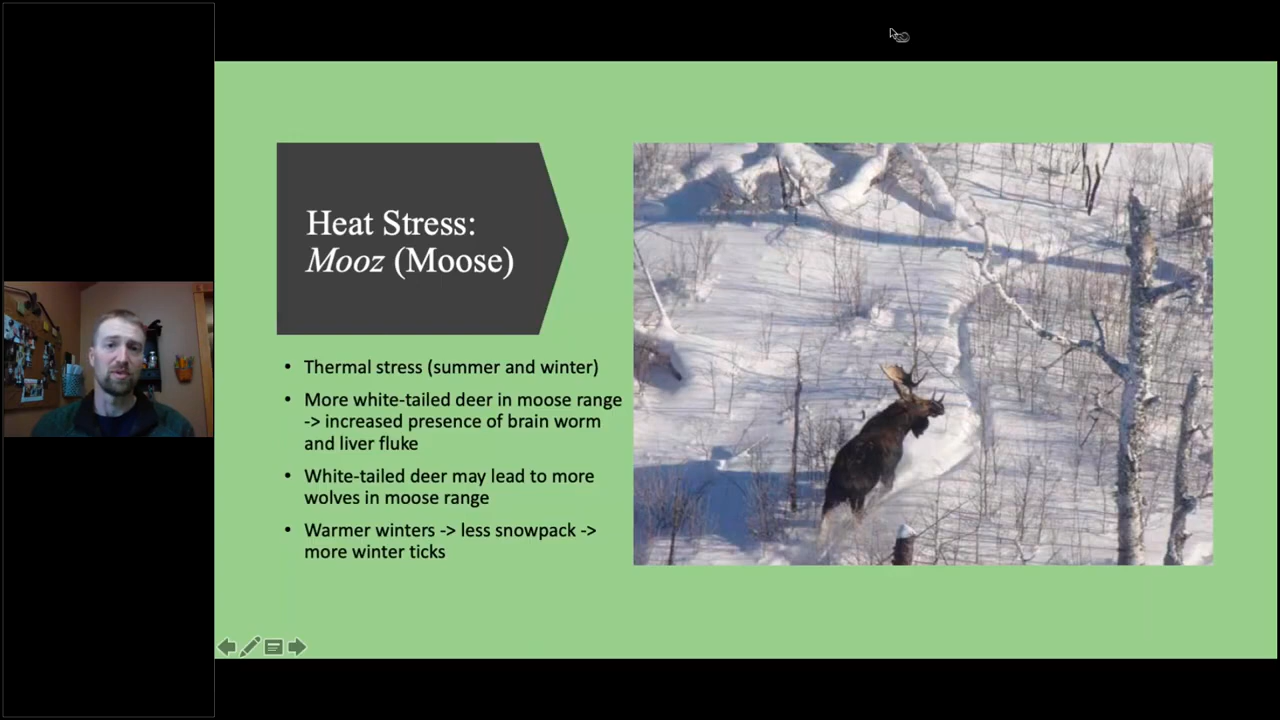 Heat Stress:
Mooz (Moose)
• Thermal stress (summer and winter)
• More white-tailed deer in moose range
-> increased presence of brain worm
and liver fluke
• White-tailed deer may lead to more
wolves in moose range
• Warmer winters -> less snowpack ->
more winter ticks